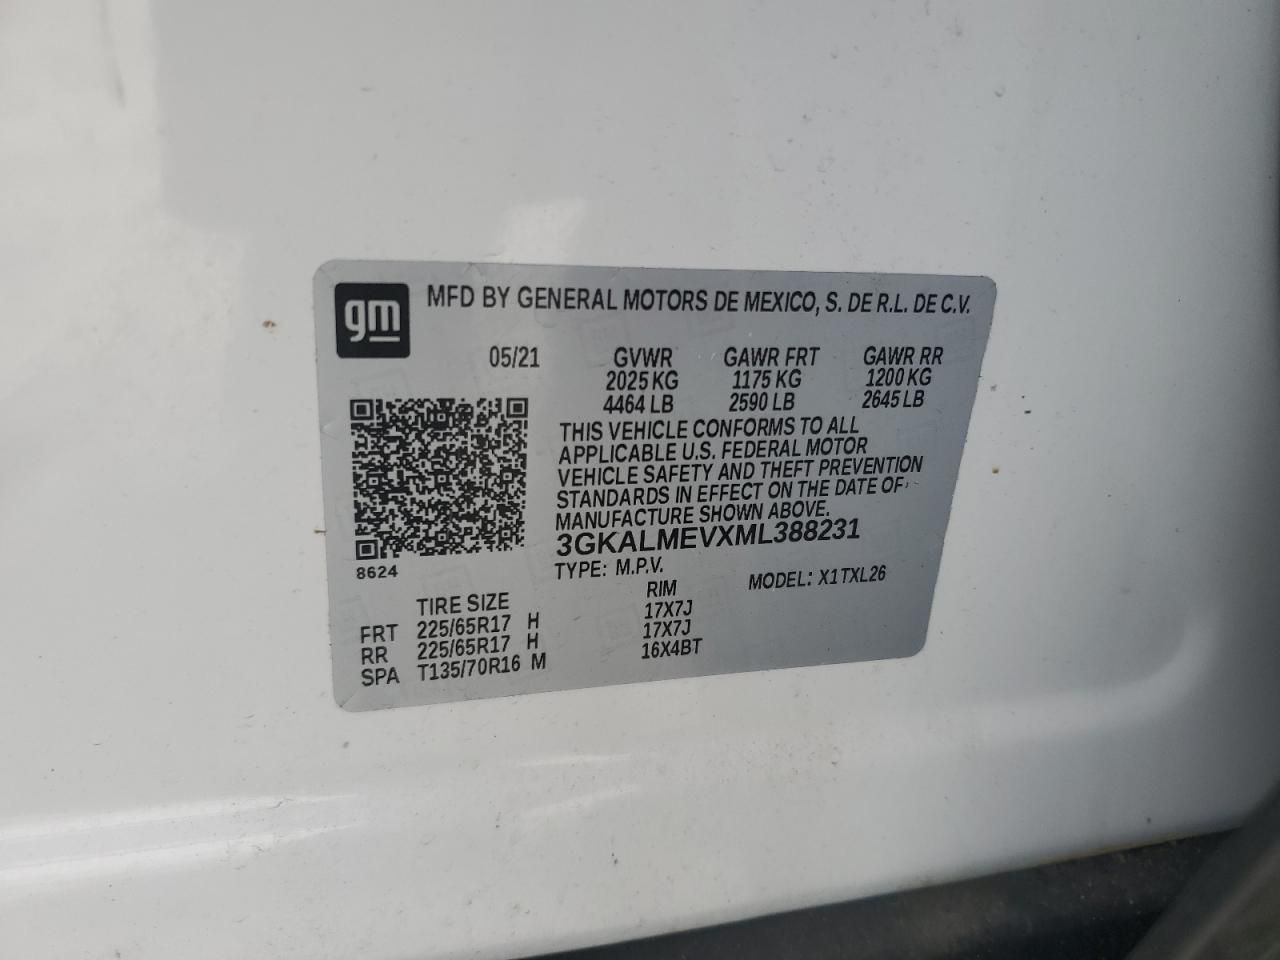 gm MFD BY GENERAL MOTORS DE MEXICO, S. DE R.L. DE C.V.
05/21 GVWR GAWR FRT GAWR RR
2025 KG 1175 KG 1200 KG
4464 LB 2590 LB 2645 LB
THIS VEHICLE CONFORMS TO ALL
APPLICABLE U.S. FEDERAL MOTOR
VEHICLE SAFETY AND THEFT PREVENTION
STANDARDS IN EFFECT ON THE DATE OF
MANUFACTURE SHOWN ABOVE.
3GKALMEVXML388231
8624
TYPE: M.P.V. MODEL: X1TXL26
TIRE SIZE RIM
FRT 225/65R17 H 17X7J
RR 225/65R17 H 17X7J
SPA T135/70R16 M 16X4BT